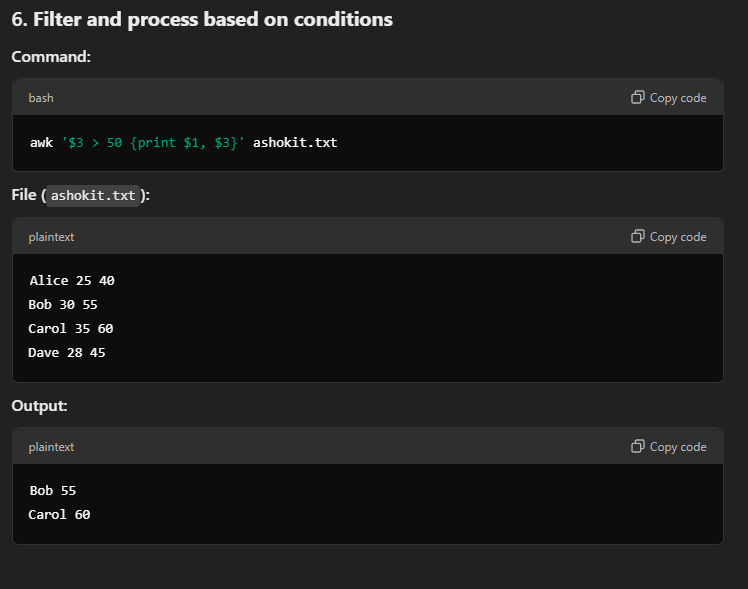 6. Filter and process based on conditions
Command:
bash
Copy code
awk '$3 > 50 {print $1, $3}' ashokit.txt
File (ashokit.txt):
plaintext
Copy code
Alice 25 40
Bob 30 55
Carol 35 60
Dave 28 45
Output:
plaintext
Copy code
Bob 55
Carol 60